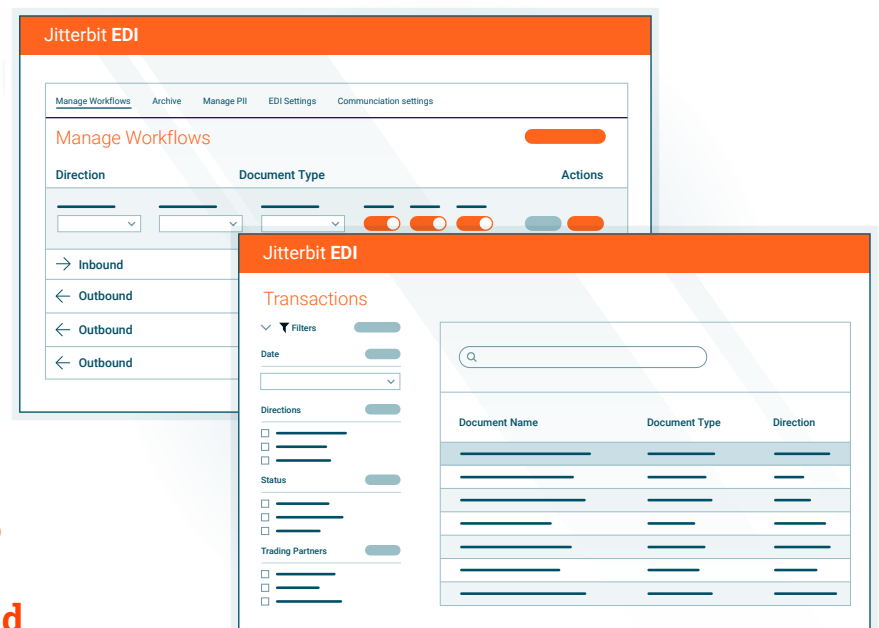 Jitterbit EDI
Manage Workflows Archive Manage PII EDI Settings Communciation settings
Manage Workflows
Direction Document Type Actions
Inbound
Outbound
Outbound
Outbound
Jitterbit EDI
Transactions
Filters
Date
Directions
Status
Trading Partners
Document Name Document Type Direction
d